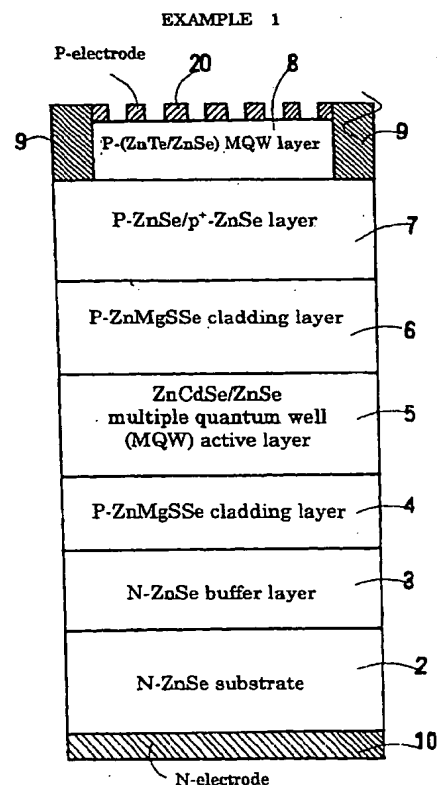 EXAMPLE 1
P-electrode
20
8
9
P-(ZnTe/ZnSe) MQW layer
9
P-ZnSe/p⁺-ZnSe layer
7
P-ZnMgSSe cladding layer
6
ZnCdSe/ZnSe
multiple quantum well
(MQW) active layer
5
P-ZnMgSSe cladding layer
4
N-ZnSe buffer layer
3
N-ZnSe substrate
2
10
N-electrode